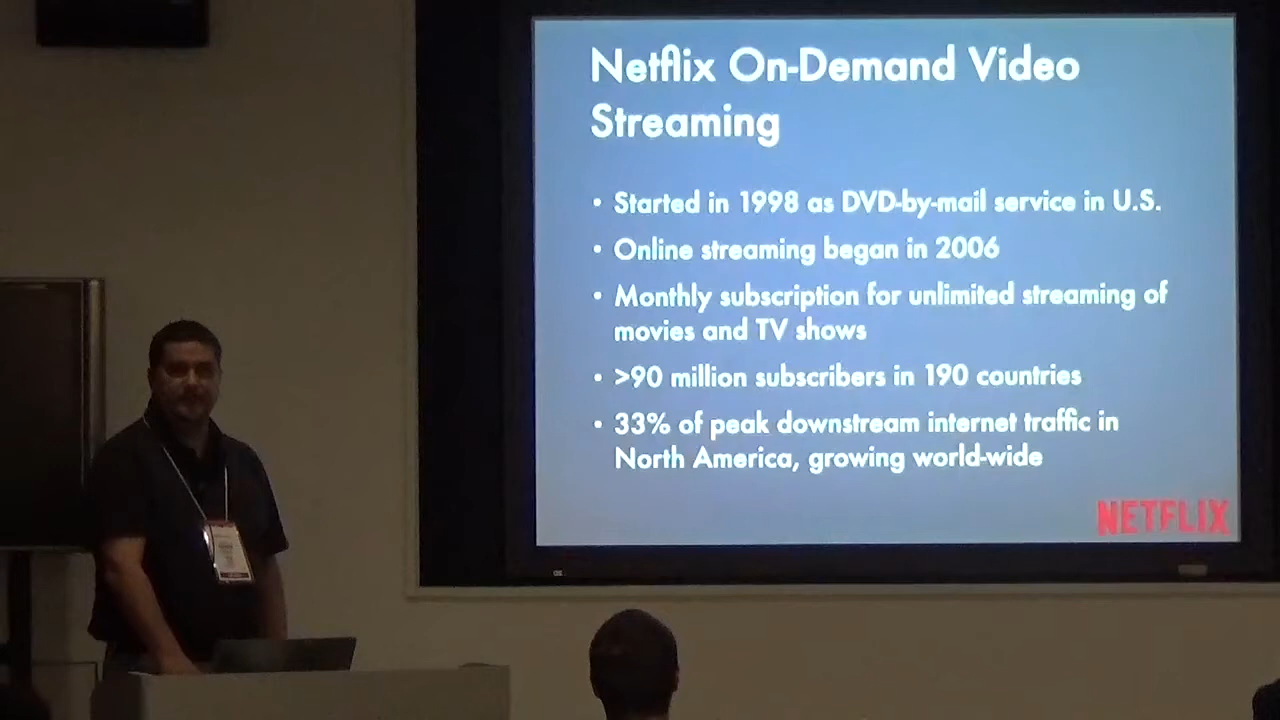 Netflix On-Demand Video
Streaming
• Started in 1998 as DVD-by-mail service in U.S.
• Online streaming began in 2006
• Monthly subscription for unlimited streaming of
movies and TV shows
• >90 million subscribers in 190 countries
• 33% of peak downstream internet traffic in
North America, growing world-wide
NETFLIX